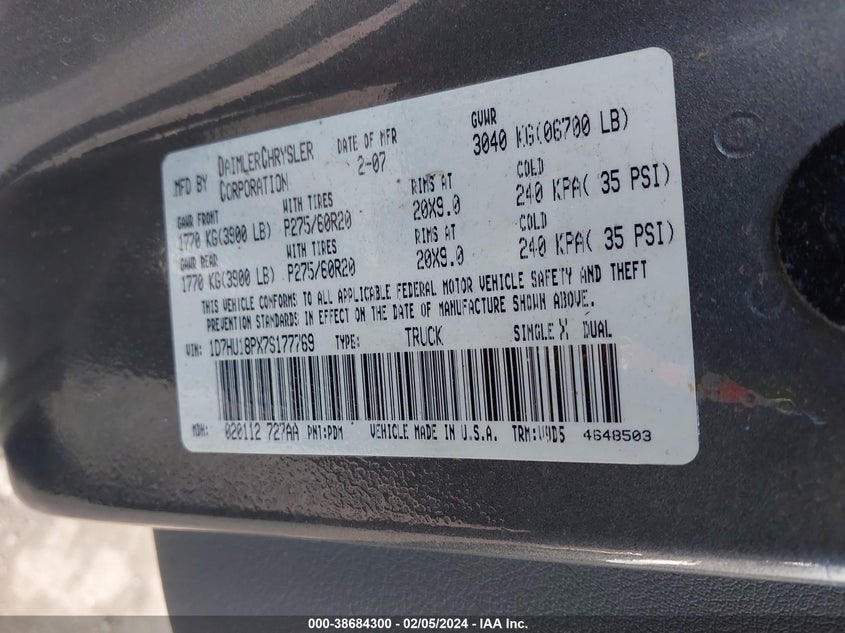 MFD BY DAIMLERCHRYSLER CORPORATION
DATE OF MFR 2-07
GVWR 3040 KG(06700 LB)
GAWR FRONT WITH TIRES RIMS AT COLD
1770 KG(3900 LB) P275/60R20 20X9.0 240 KPA( 35 PSI)
GAWR REAR WITH TIRES RIMS AT COLD
1770 KG(3900 LB) P275/60R20 20X9.0 240 KPA( 35 PSI)
THIS VEHICLE CONFORMS TO ALL APPLICABLE FEDERAL MOTOR VEHICLE SAFETY AND THEFT
PREVENTION STANDARDS IN EFFECT ON THE DATE OF MANUFACTURE SHOWN ABOVE.
VIN: 1D7HU18PX7S177769 TYPE: TRUCK SINGLE X DUAL
MDH: 020112 727AA PNT:PDM VEHICLE MADE IN U.S.A. 4648503
000-38684300 - 02/05/2024 - IAA Inc.